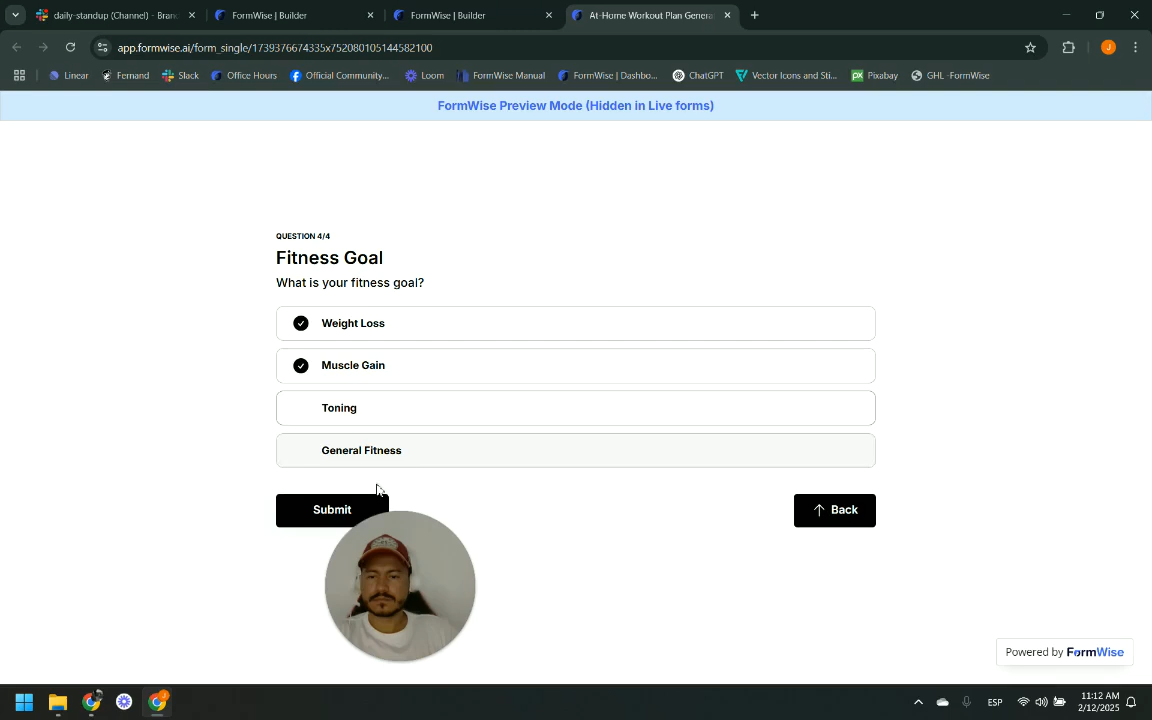 daily-standup (Channel) - Bran
FormWise | Builder
FormWise | Builder
At-Home Workout Plan Genera
app.formwise.ai/form_single/1739376674335x752080105144582100
J
Linear
Fernand
Slack
Office Hours
Official Community...
Loom
FormWise Manual
FormWise | Dashbo...
ChatGPT
Vector Icons and Sti...
px
Pixabay
GHL -FormWise
FormWise Preview Mode (Hidden in Live forms)
QUESTION 4/4
Fitness Goal
What is your fitness goal?
Weight Loss
Muscle Gain
Toning
General Fitness
Submit
Back
Powered by FormWise
ESP
11:12 AM
2/12/2025